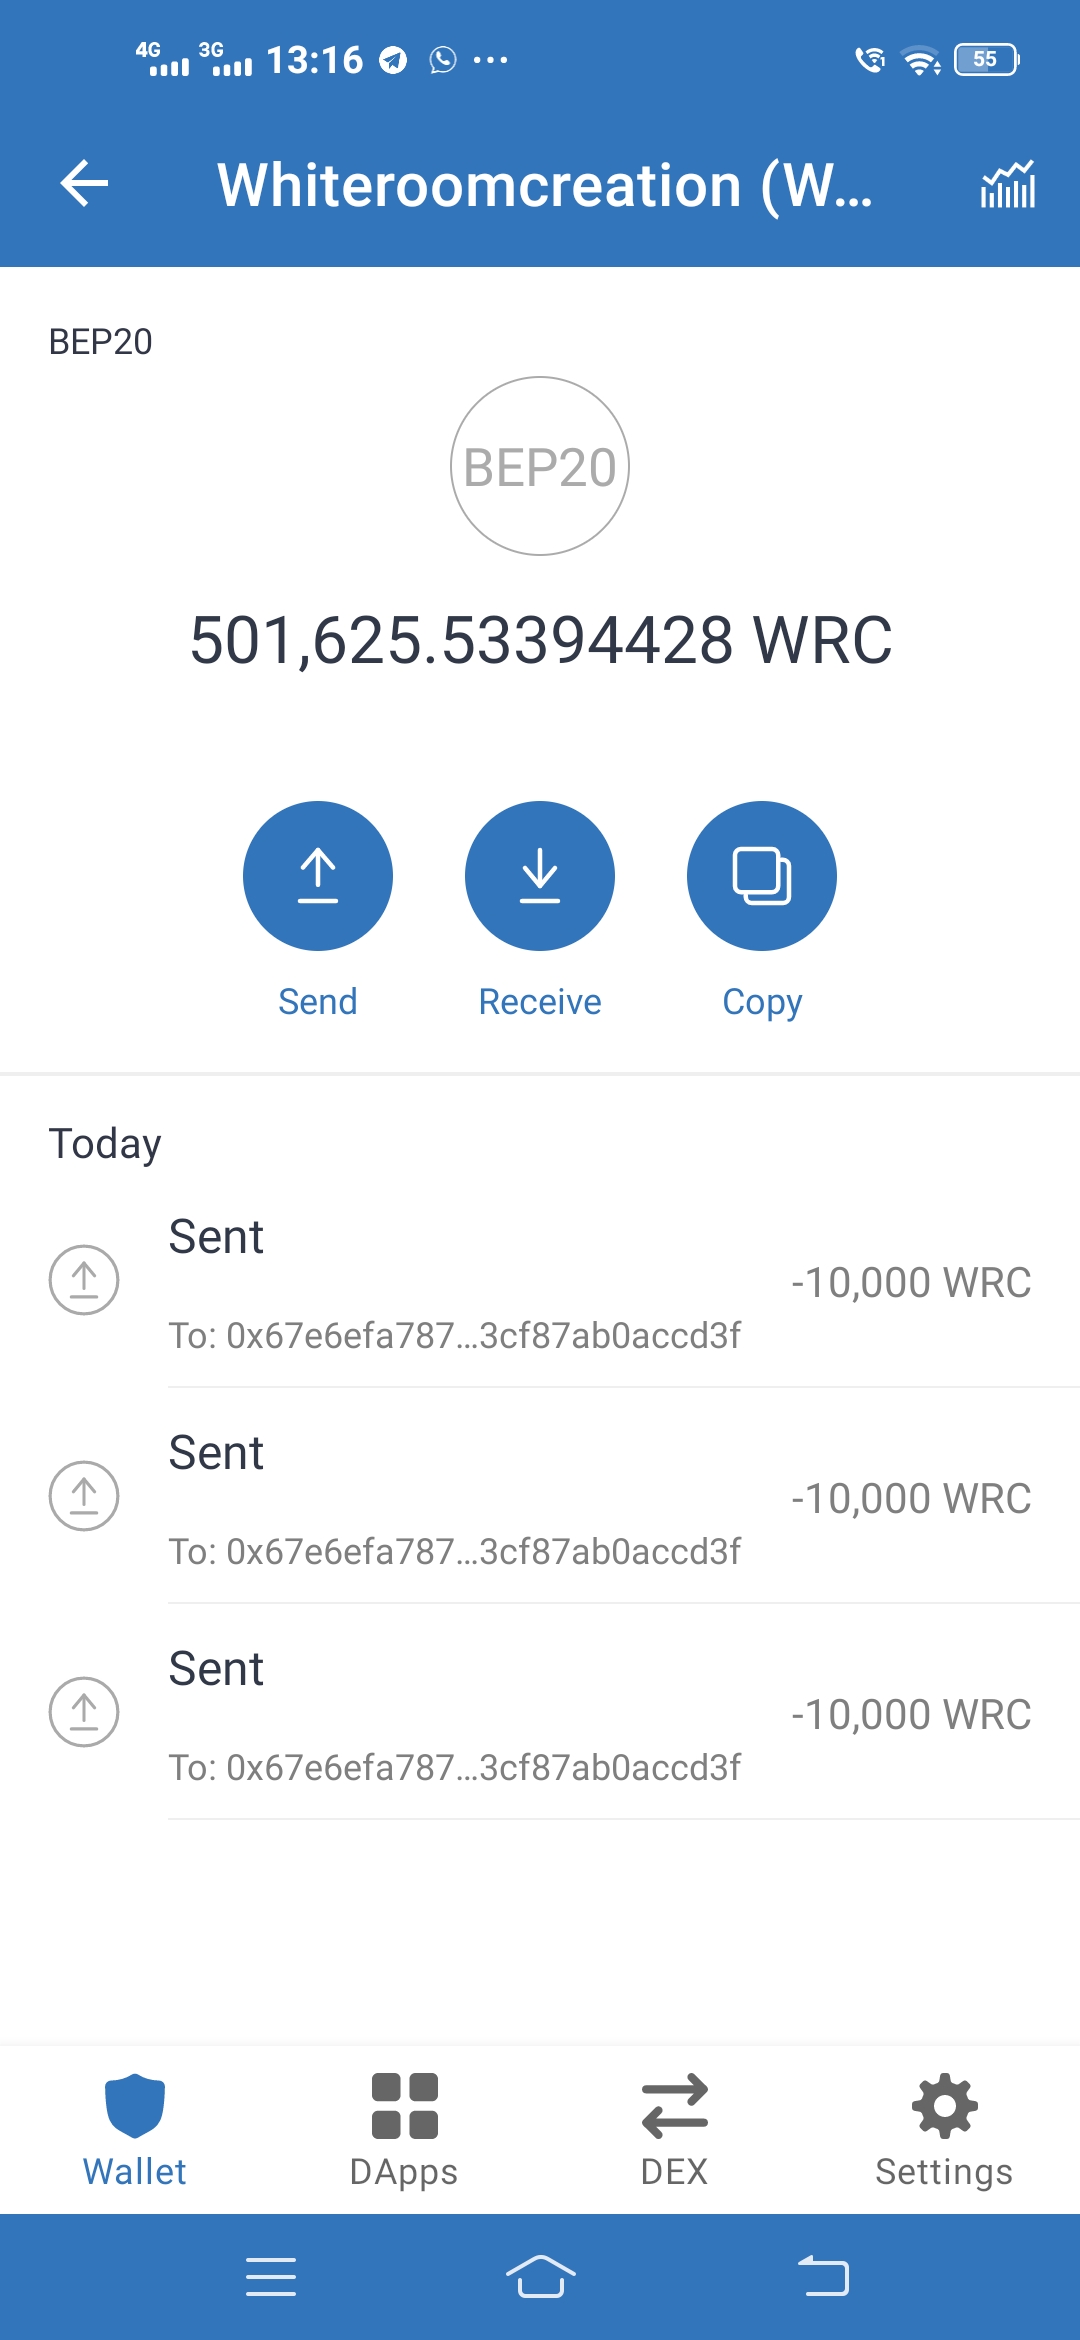 4G 3G 13:16 ... 55
Whiteroomcreation (W...
BEP20
BEP20
501,625.53394428 WRC
Send Receive Copy
Today
Sent
-10,000 WRC
To: 0x67e6efa787...3cf87ab0accd3f
Sent
-10,000 WRC
To: 0x67e6efa787...3cf87ab0accd3f
Sent
-10,000 WRC
To: 0x67e6efa787...3cf87ab0accd3f
Wallet DApps DEX Settings